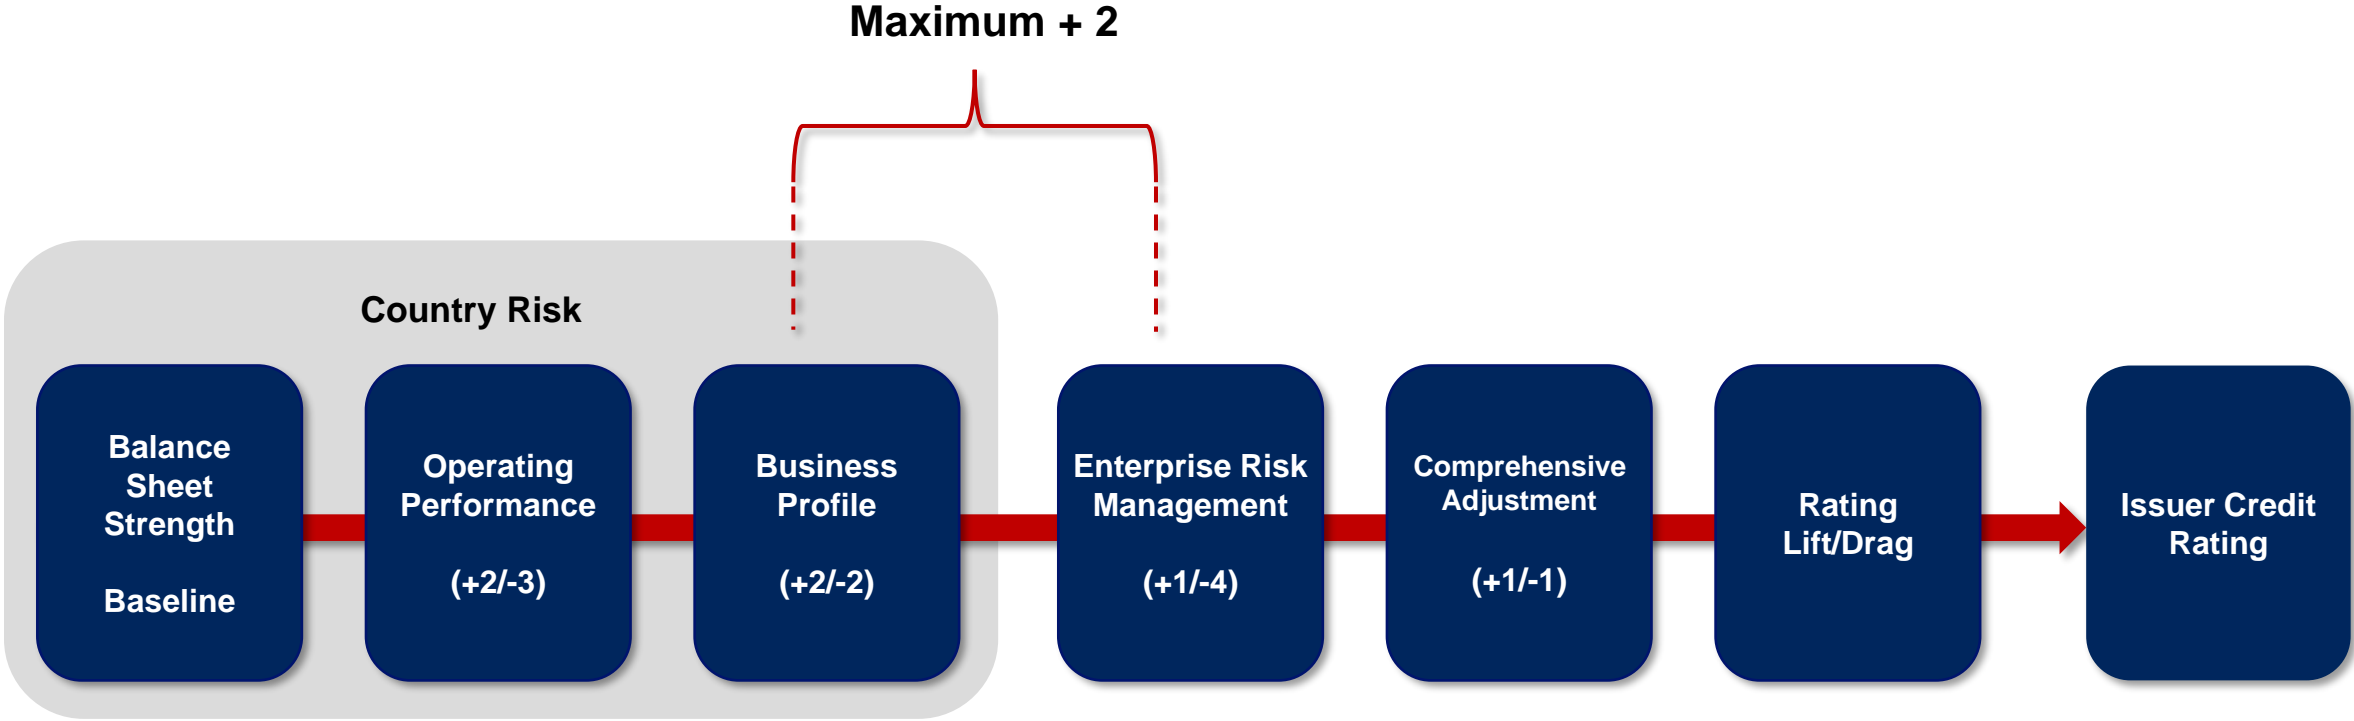 Maximum + 2
Country Risk
Balance
Sheet
Strength
Baseline
Operating
Performance
(+2/-3)
Business
Profile
(+2/-2)
Enterprise Risk
Management
(+1/-4)
Comprehensive
Adjustment
(+1/-1)
Rating
Lift/Drag
Issuer Credit
Rating